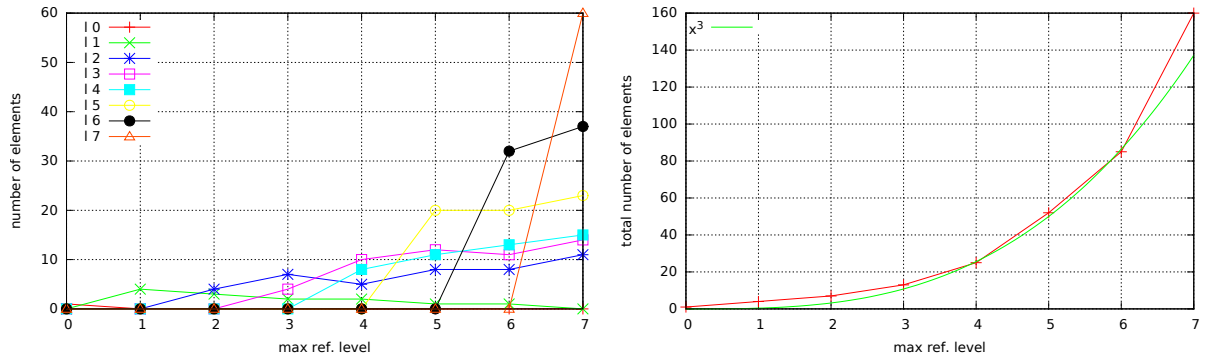 60
50
40
30
20
10
0
number of elements
l 0
l 1
l 2
l 3
l 4
l 5
l 6
l 7
0 1 2 3 4 5 6 7
max ref. level
160
140
120
100
80
60
40
20
0
total number of elements
x³
0 1 2 3 4 5 6 7
max ref. level